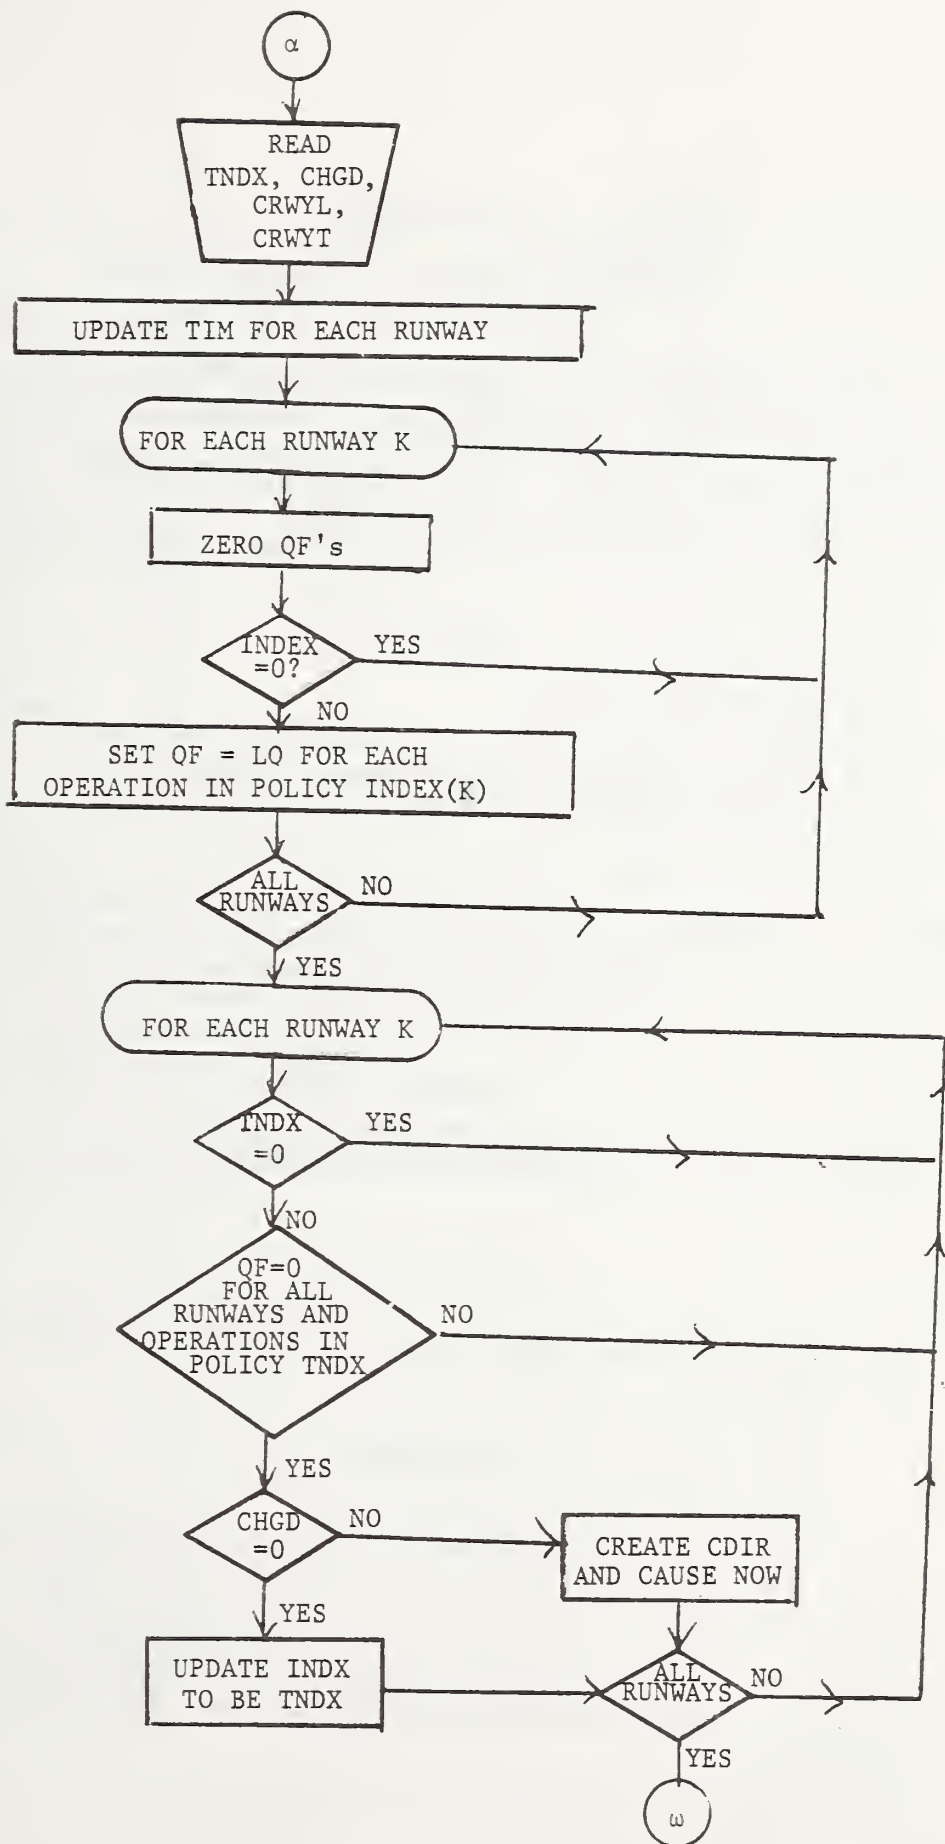 α
READ
TNDX, CHGD,
CRWYL,
CRWYT
UPDATE TIM FOR EACH RUNWAY
FOR EACH RUNWAY K
ZERO QF's
INDEX
=0?
YES
NO
SET QF = LQ FOR EACH
OPERATION IN POLICY INDEX(K)
ALL
RUNWAYS
NO
YES
FOR EACH RUNWAY K
TNDX
=0
YES
NO
QF=0
FOR ALL
RUNWAYS AND
OPERATIONS IN
POLICY TNDX
NO
YES
CHGD
=0
NO
CREATE CDIR
AND CAUSE NOW
YES
UPDATE INDX
TO BE TNDX
ALL
RUNWAYS
NO
YES
ω